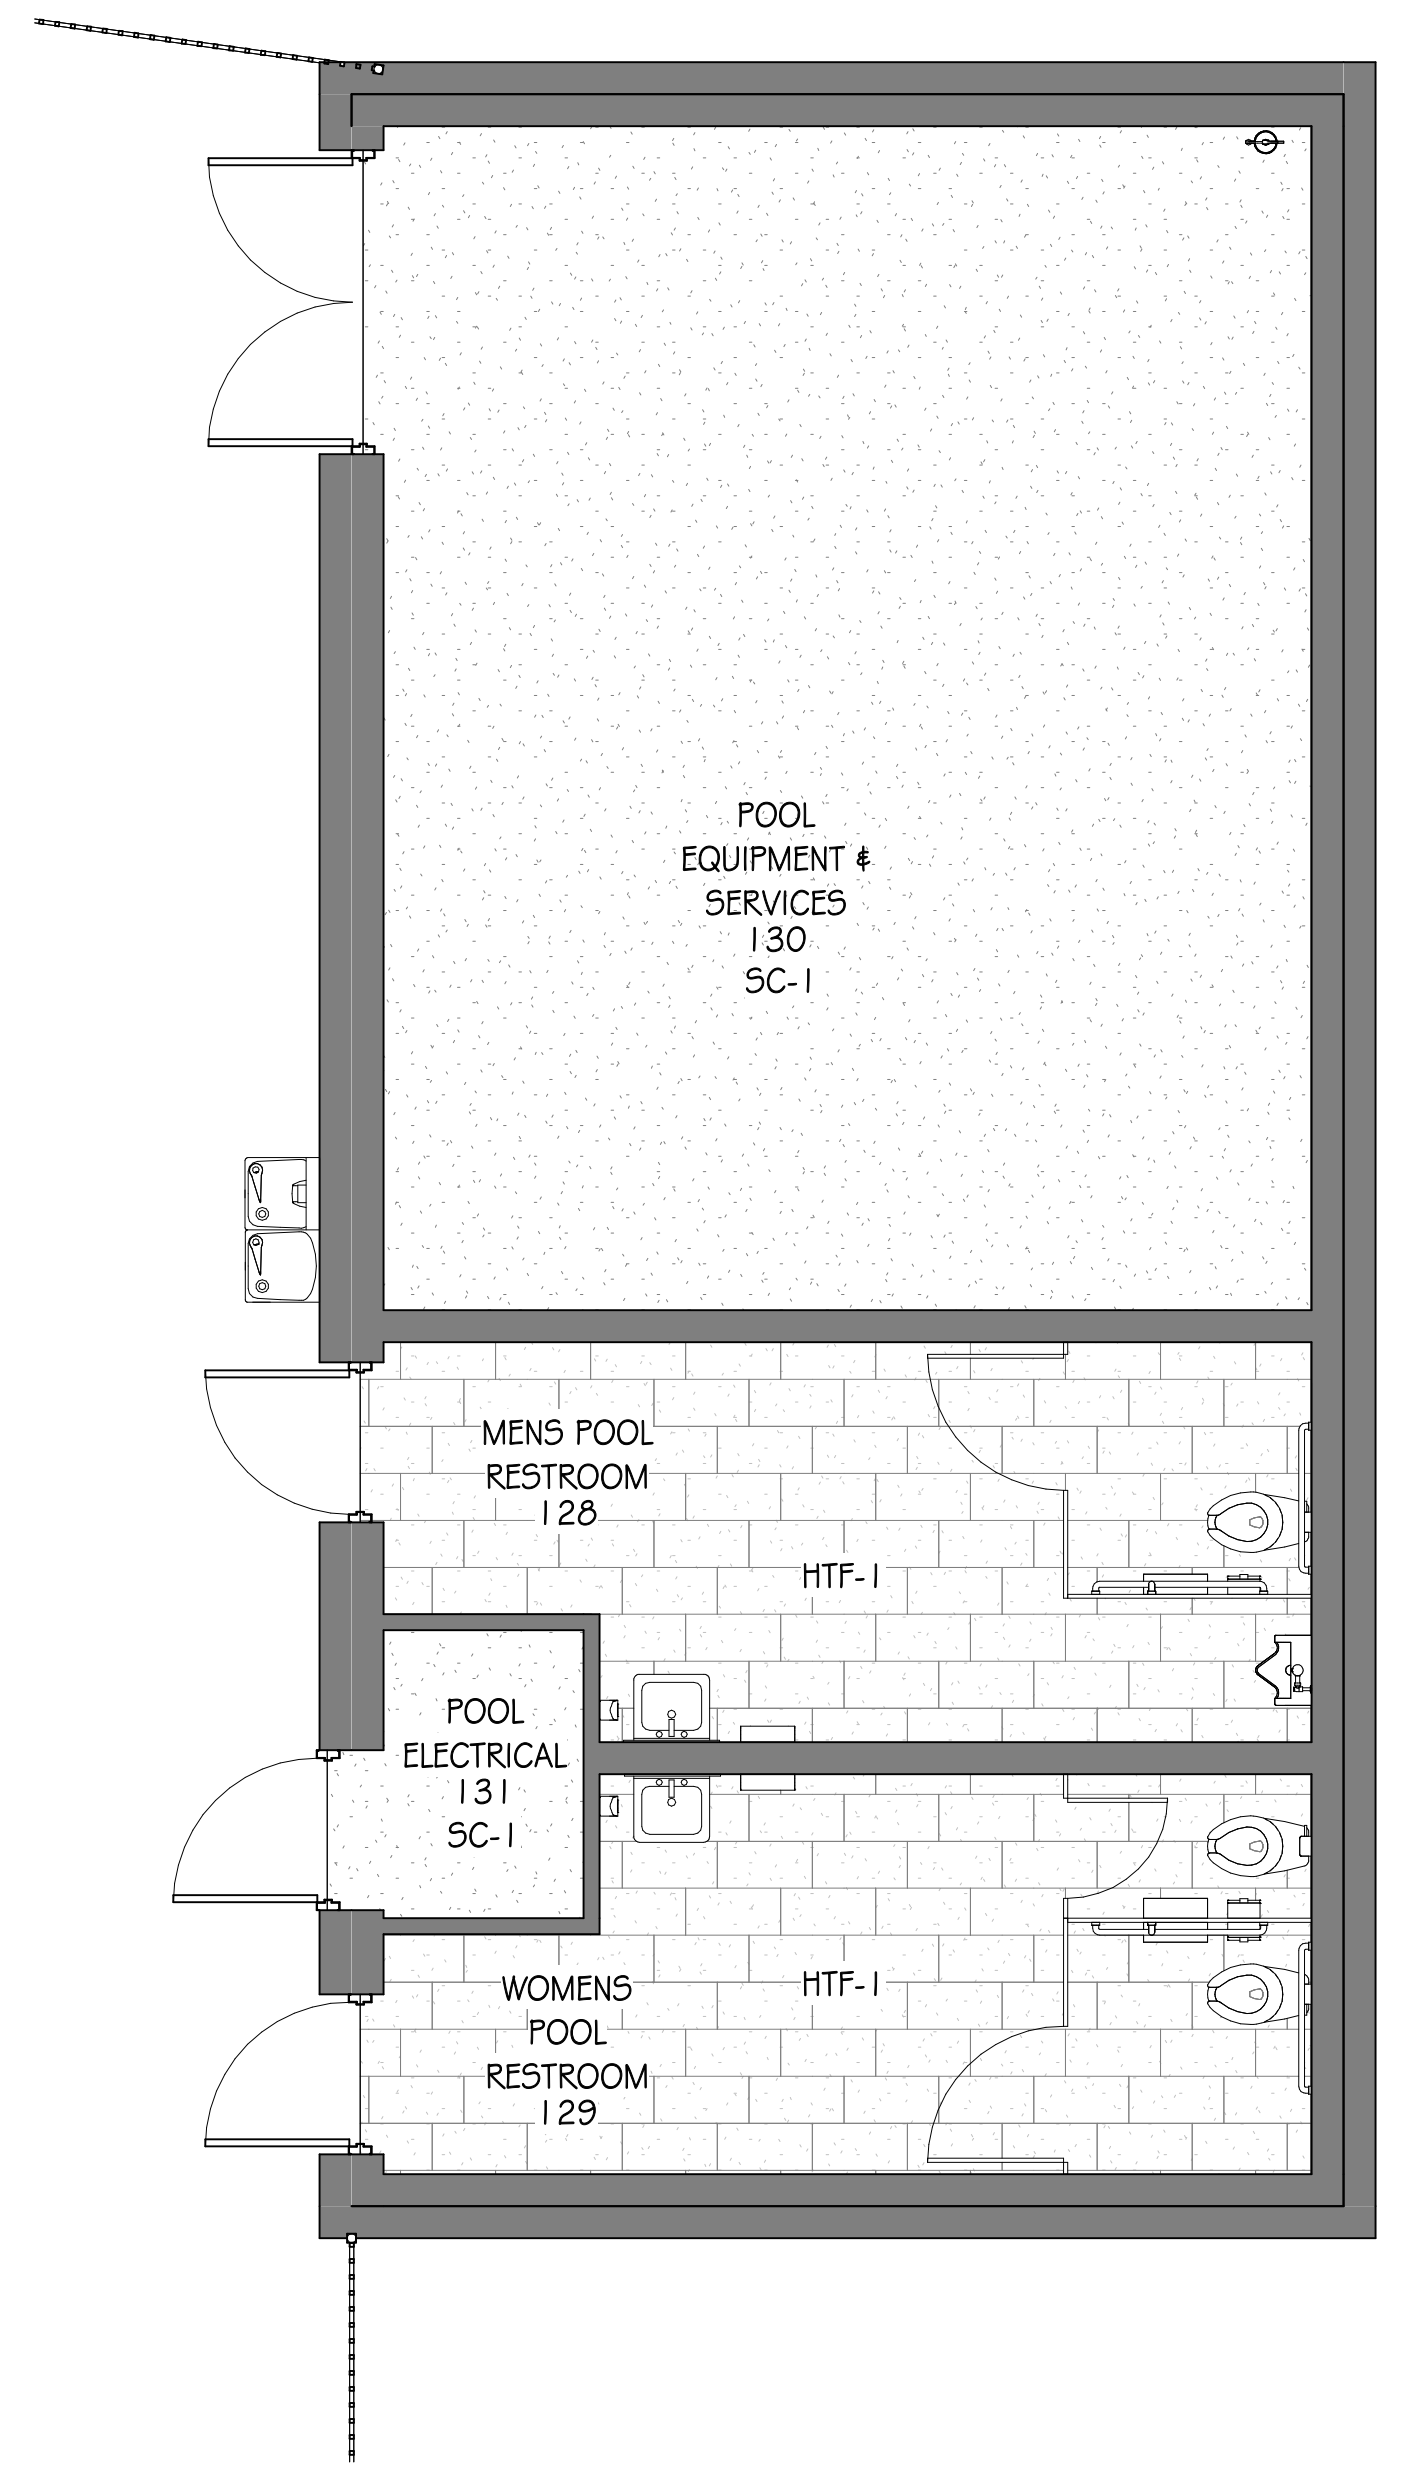 POOL
EQUIPMENT &
SERVICES
130
SC-1
MENS POOL
RESTROOM
128
HTF-1
POOL
ELECTRICAL
131
SC-1
WOMENS
POOL
RESTROOM
129
HTF-1